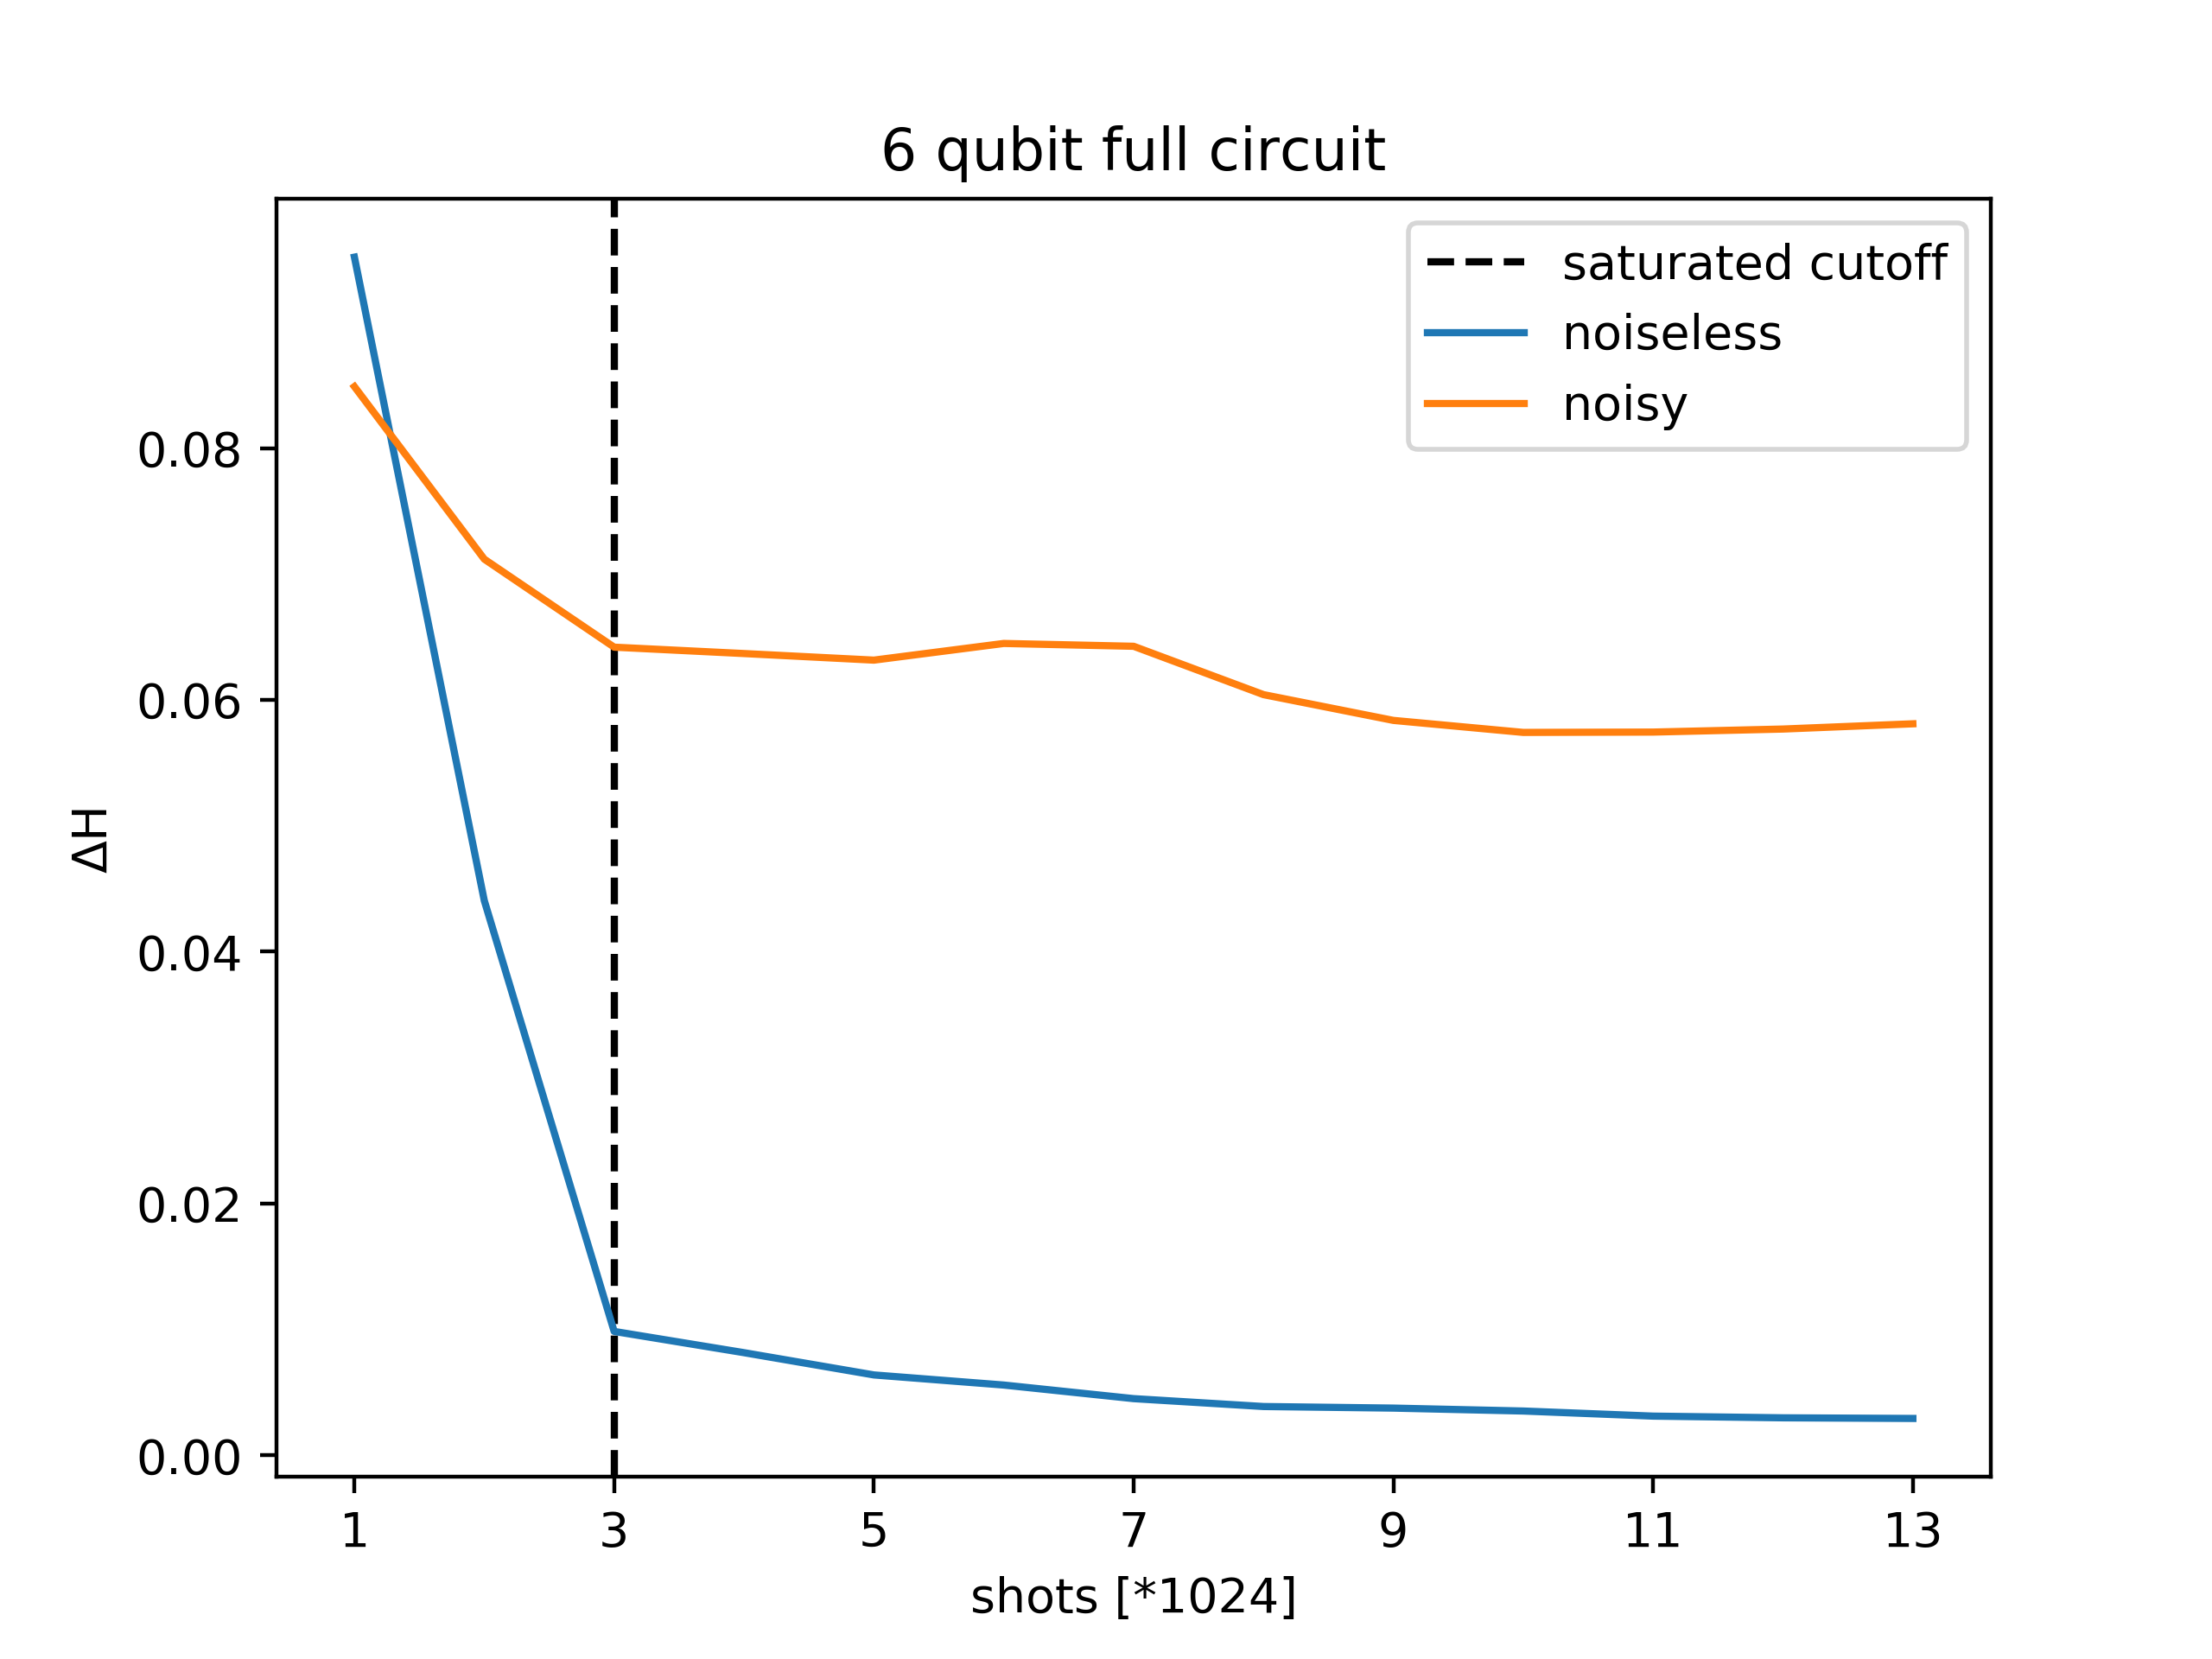 6 qubit full circuit
saturated cutoff
noiseless
noisy
ΔH
0.08
0.06
0.04
0.02
0.00
1 3 5 7 9 11 13
shots [*1024]